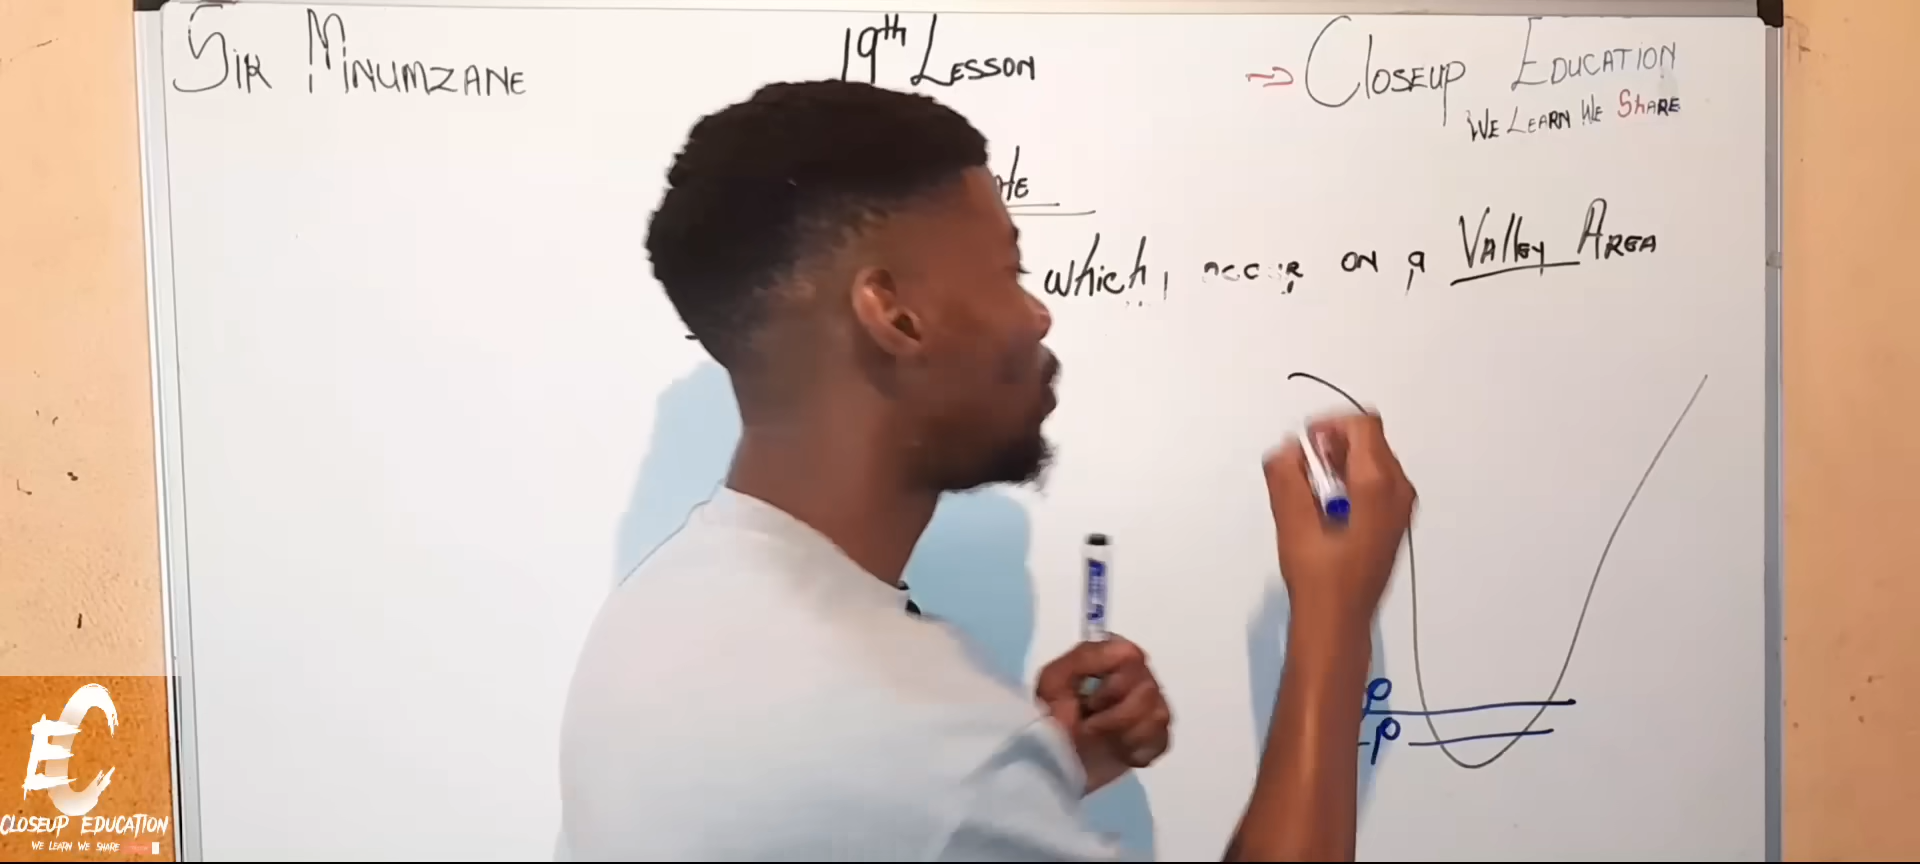 SIR MINUMZANE
19th LESSON
→ CLOSEUP EDUCATION
WE LEARN WE ShARE
which, occur ON a VAllEy AREA
P
P
EC
CLOSEUP EDUCATION
WE LEARN WE SHARE